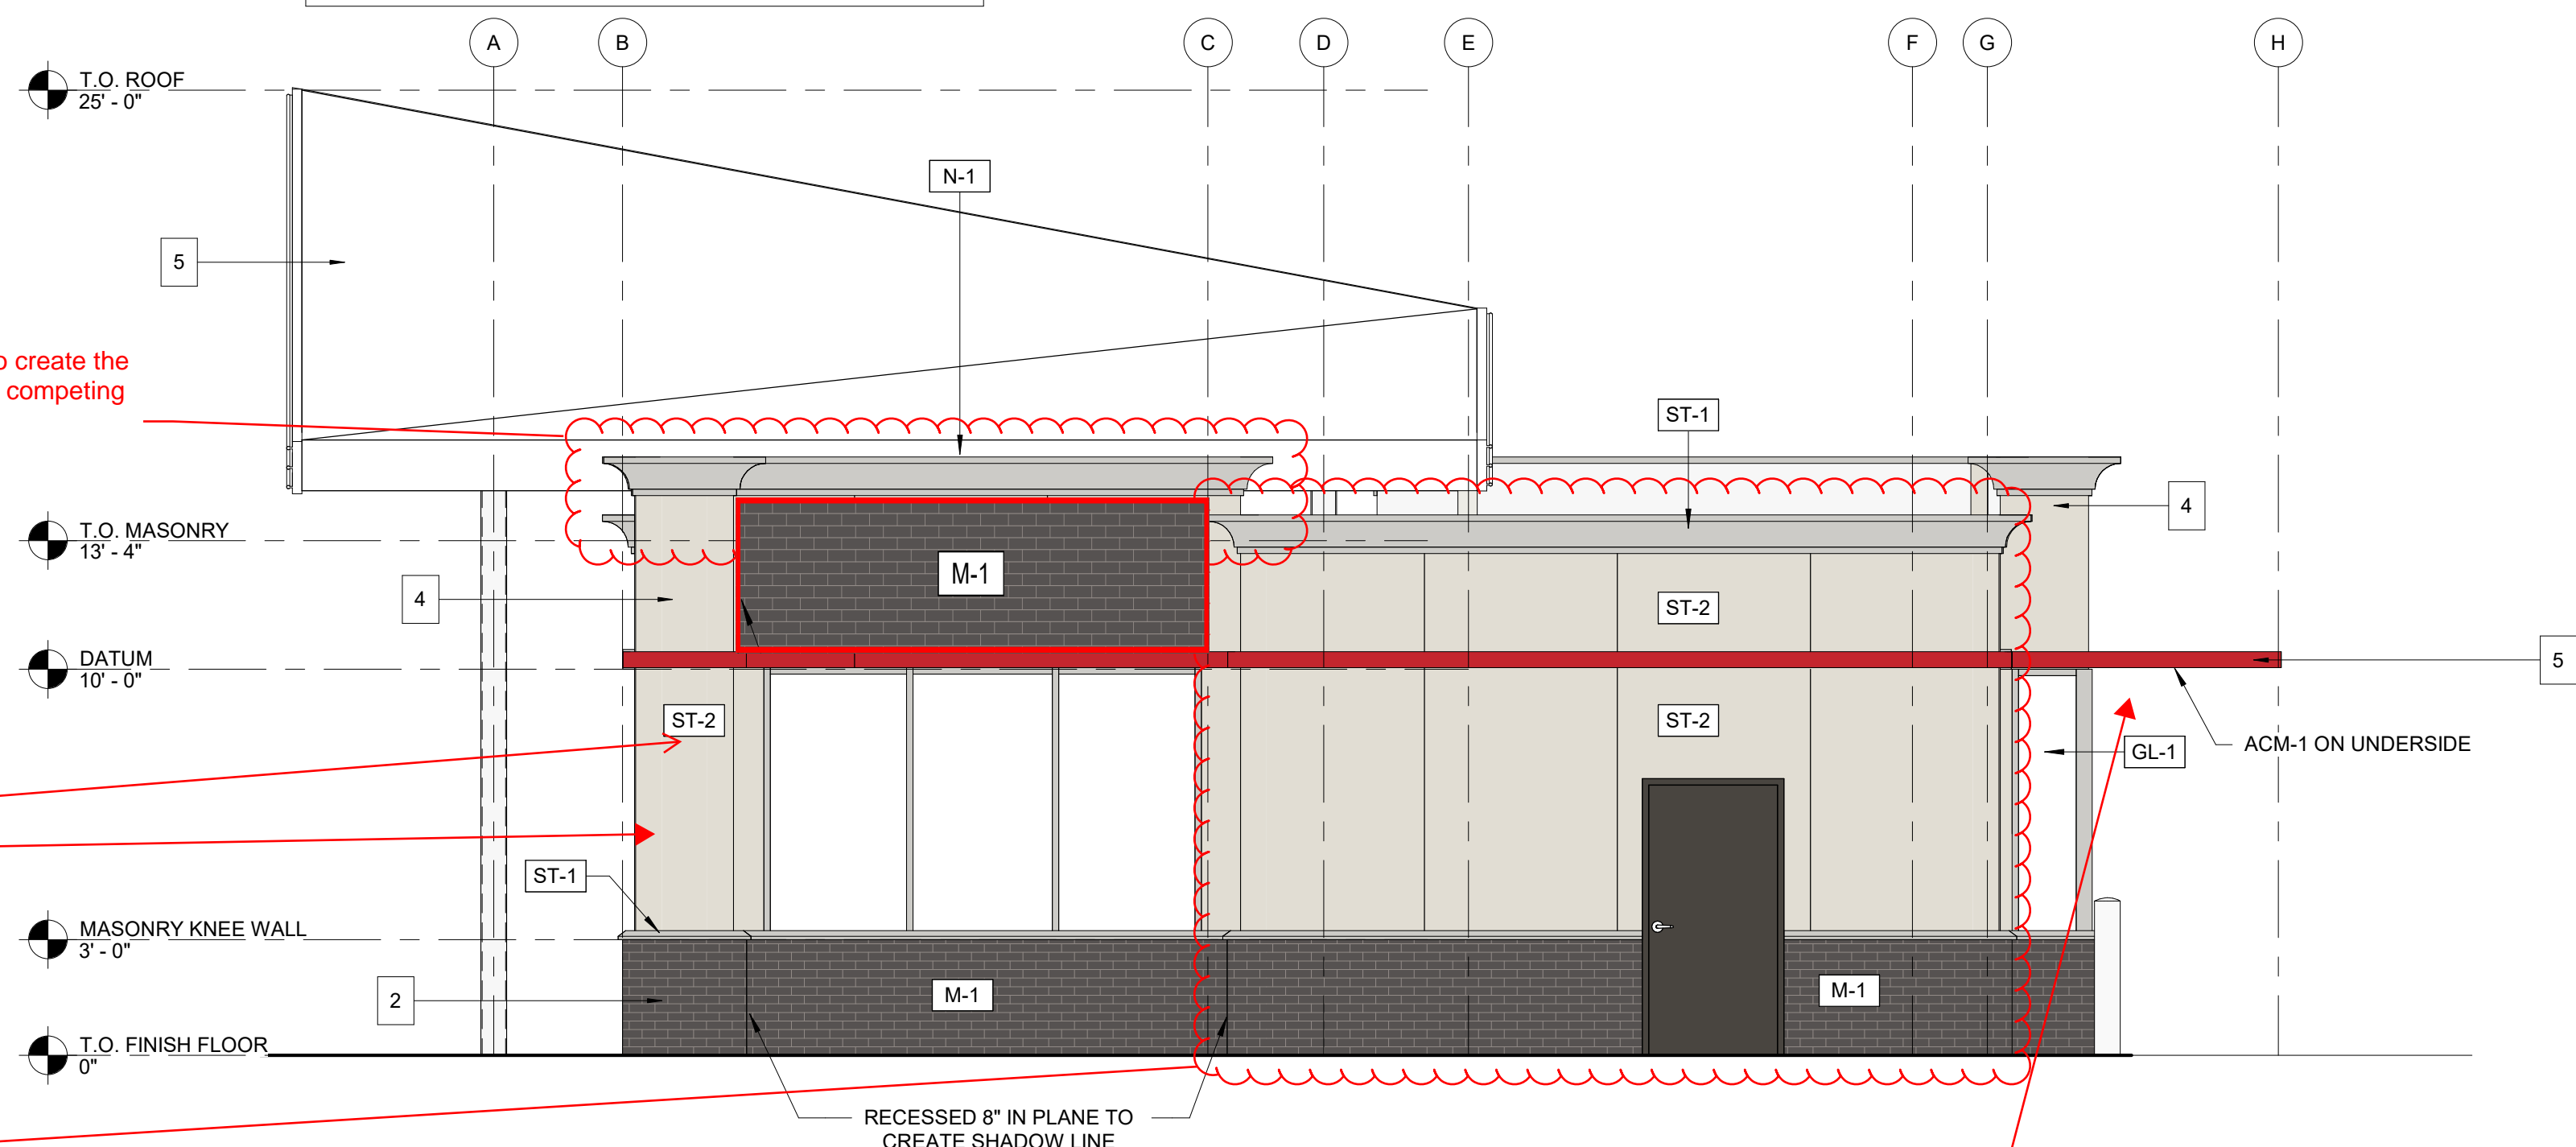 A
B
C
D
E
F
G
H
T.O. ROOF
25' - 0"
N-1
5
create the
competing
ST-1
4
T.O. MASONRY
13' - 4"
M-1
4
ST-2
DATUM
10' - 0"
5
ST-2
ST-2
ACM-1 ON UNDERSIDE
GL-1
ST-1
MASONRY KNEE WALL
3' - 0"
2
M-1
M-1
T.O. FINISH FLOOR
0"
RECESSED 8" IN PLANE TO
CREATE SHADOW LINE